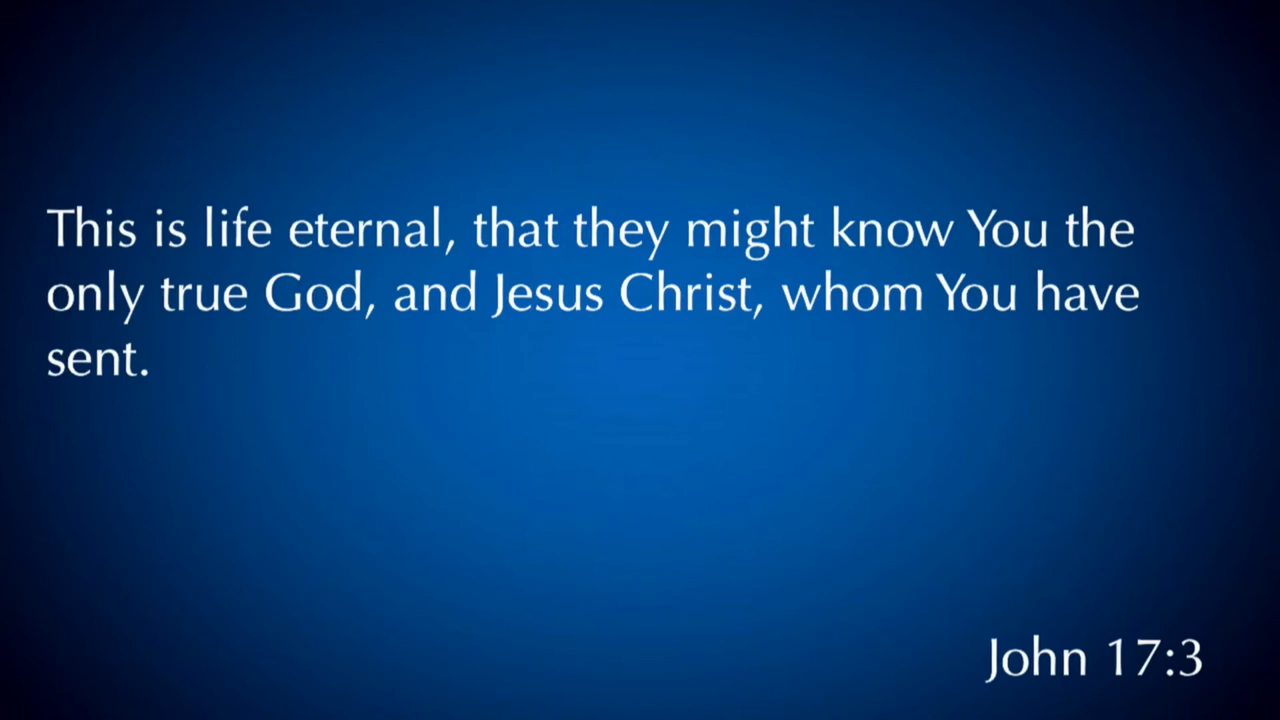 This is life eternal, that they might know You the
only true God, and Jesus Christ, whom You have
sent.
John 17:3